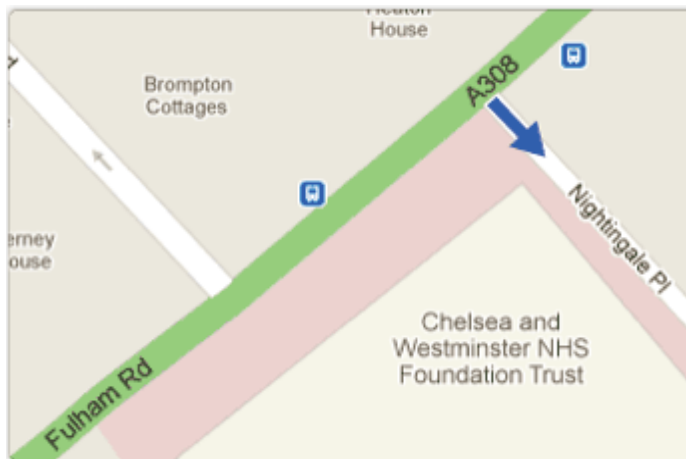 House
A308
Brompton
Cottages
Nightingale Pl
Chelsea and
Westminster NHS
Foundation Trust
Fulham Rd